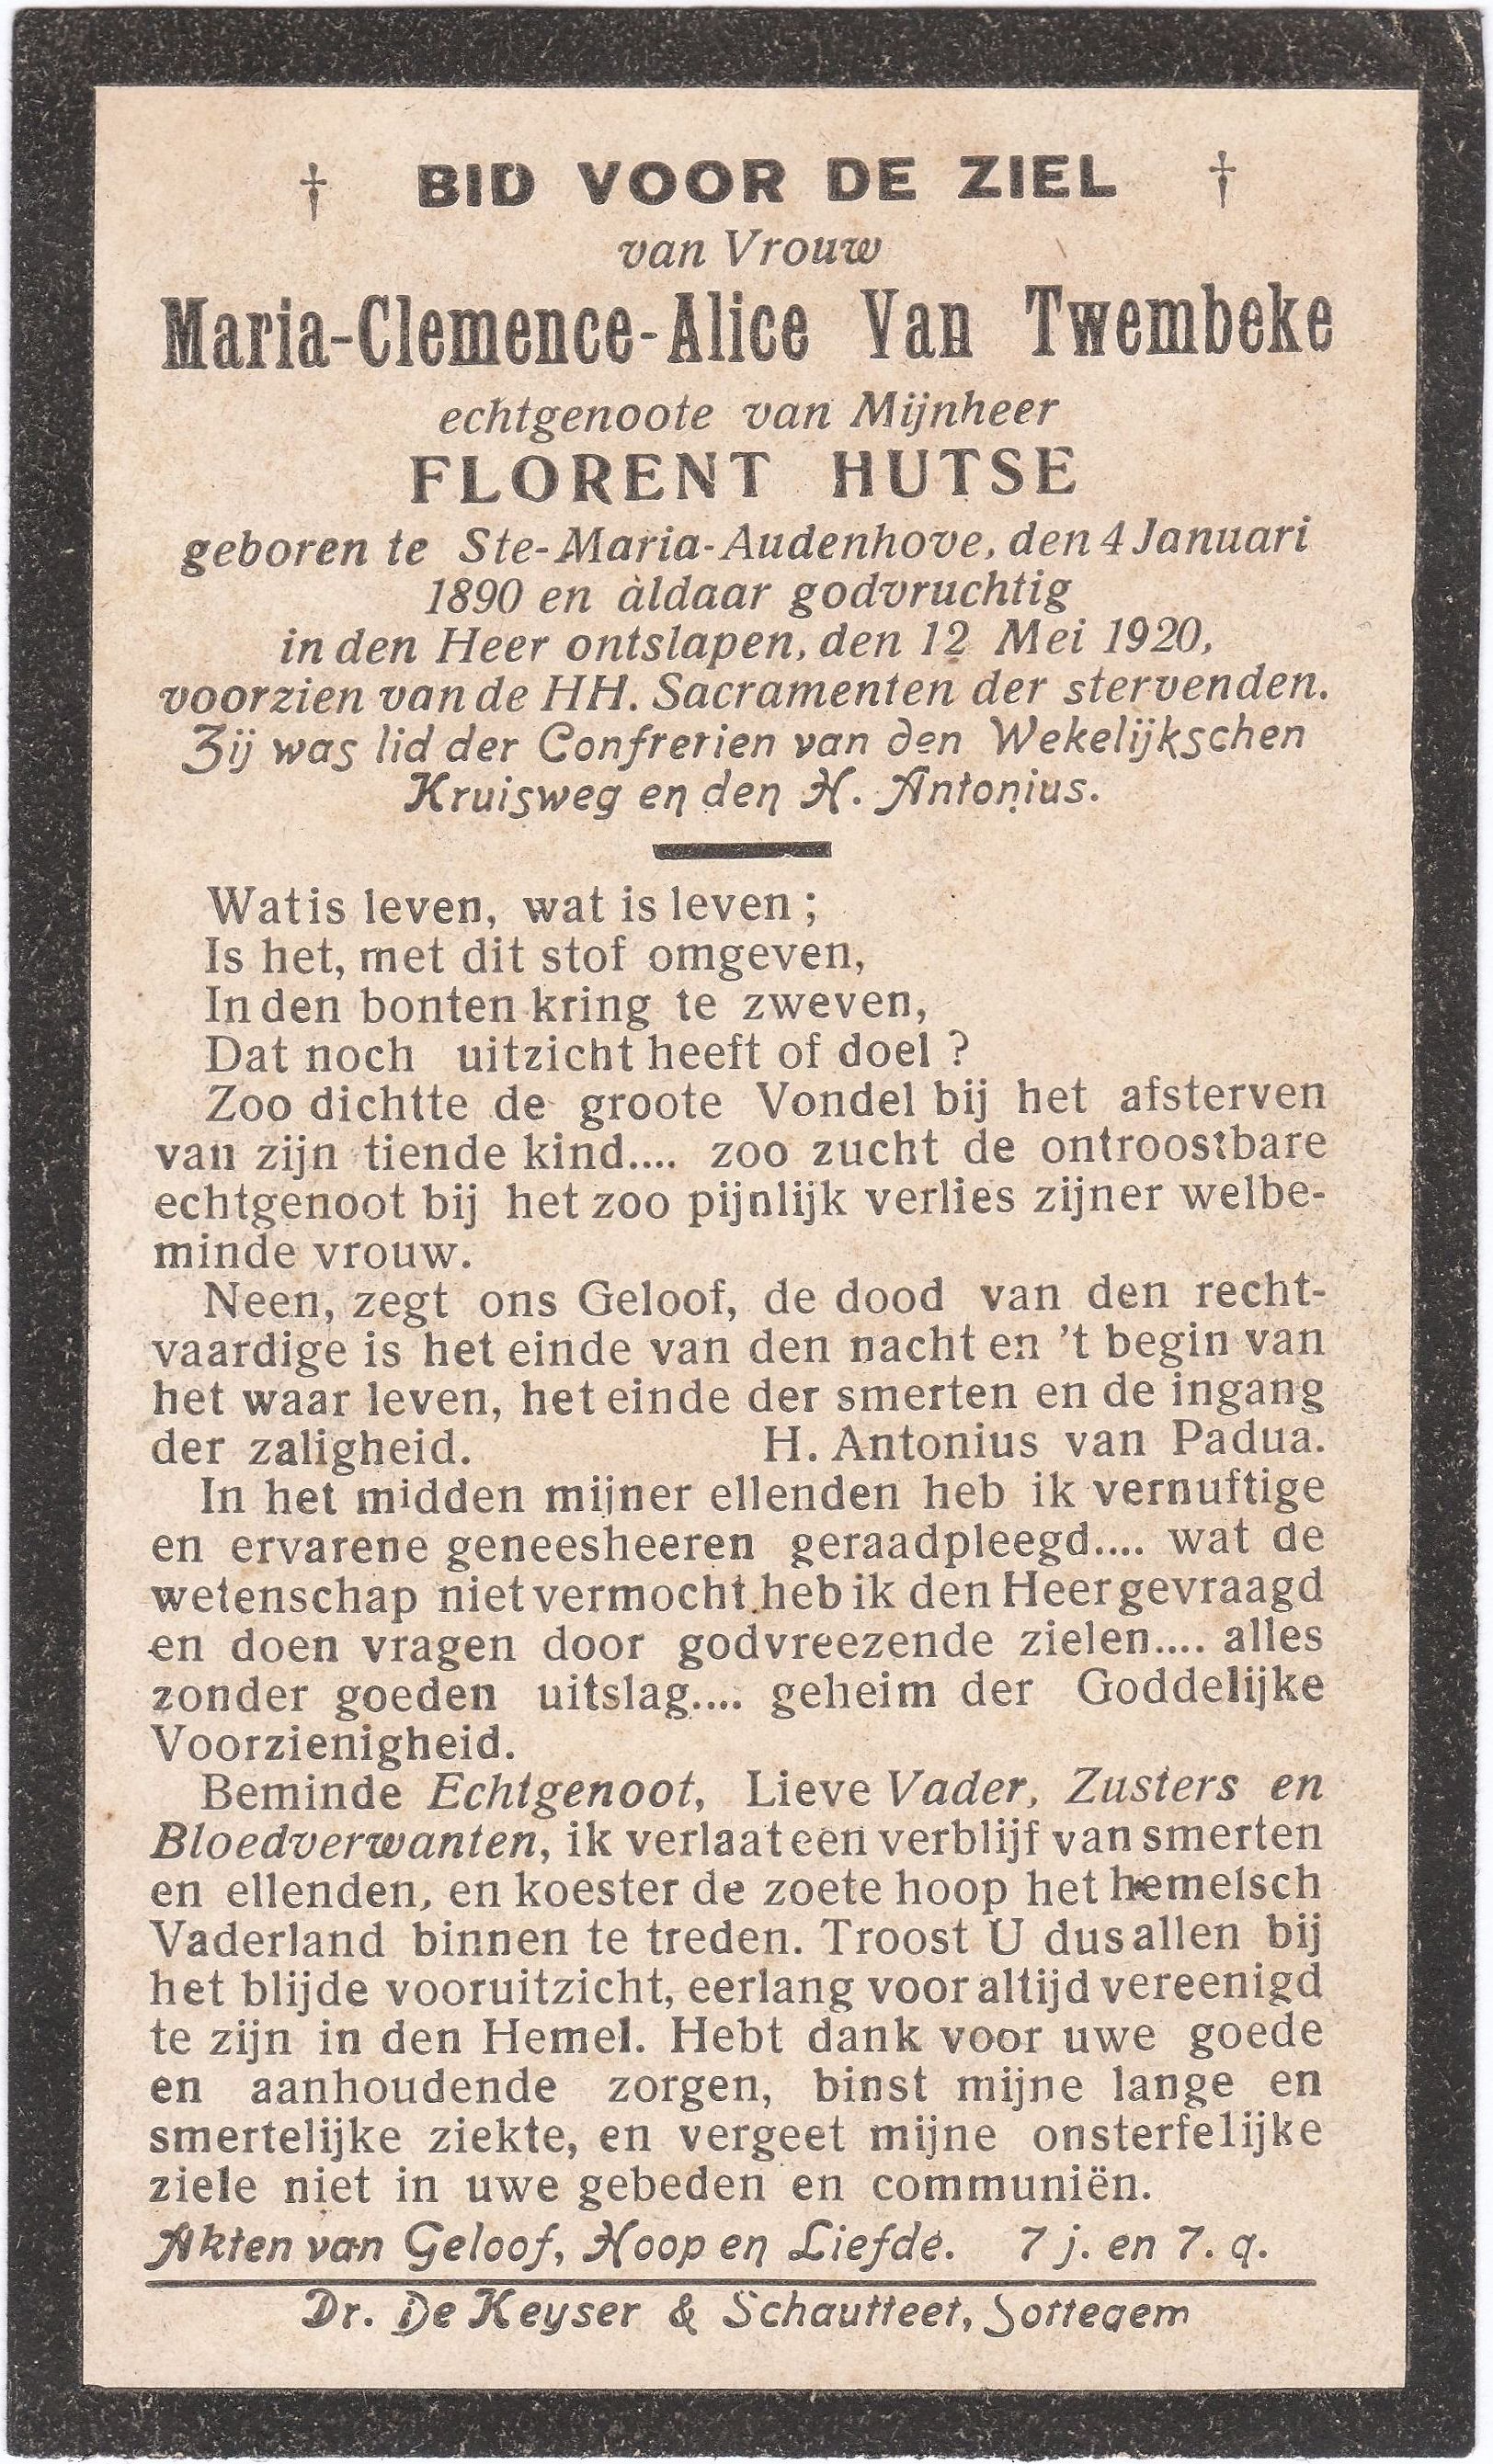 † BID VOOR DE ZIEL †
van Vrouw
Maria-Clemence-Alice Van Twembeke
echtgenoote van Mijnheer
FLORENT HUTSE
geboren te Ste-Maria-Audenhove, den 4 Januari
1890 en àldaar godvruchtig
in den Heer ontslapen, den 12 Mei 1920,
voorzien van de HH. Sacramenten der stervenden.
Zij was lid der Confrerien van den Wekelijkschen
Kruisweg en den H. Antonius.
Wat is leven, wat is leven ;
Is het, met dit stof omgeven,
In den bonten kring te zweven,
Dat noch uitzicht heeft of doel ?
Zoo dichtte de groote Vondel bij het afsterven
van zijn tiende kind.... zoo zucht de ontroostbare
echtgenoot bij het zoo pijnlijk verlies zijner welbe-
minde vrouw.
Neen, zegt ons Geloof, de dood van den recht-
vaardige is het einde van den nacht en 't begin van
het waar leven, het einde der smerten en de ingang
der zaligheid. H. Antonius van Padua.
In het midden mijner ellenden heb ik vernuftige
en ervarene geneesheeren geraadpleegd.... wat de
wetenschap niet vermocht heb ik den Heer gevraagd
en doen vragen door godvreezende zielen.... alles
zonder goeden uitslag.... geheim der Goddelijke
Voorzienigheid.
Beminde Echtgenoot, Lieve Vader, Zusters en
Bloedverwanten, ik verlaat een verblijf van smerten
en ellenden, en koester de zoete hoop het hemelsch
Vaderland binnen te treden. Troost U dus allen bij
het blijde vooruitzicht, eerlang voor altijd vereenigd
te zijn in den Hemel. Hebt dank voor uwe goede
en aanhoudende zorgen, binst mijne lange en
smertelijke ziekte, en vergeet mijne onsterfelijke
ziele niet in uwe gebeden en communiën.
Akten van Geloof, Hoop en Liefde. 7 j. en 7. q.
Dr. De Keyser & Schautteet, Sottegem